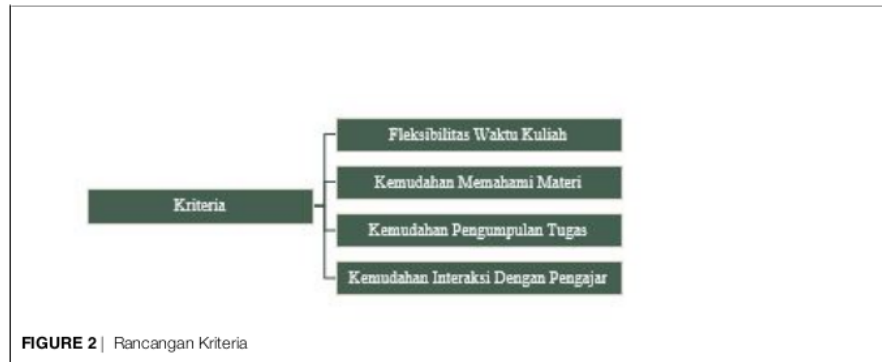 Fleksibilitas Waktu Kuliah
Kemudahan Memahami Materi
Kriteria
Kemudahan Pengumpulan Tugas
Kemudahan Interaksi Dengan Pengajar
FIGURE 2 | Rancangan Kriteria